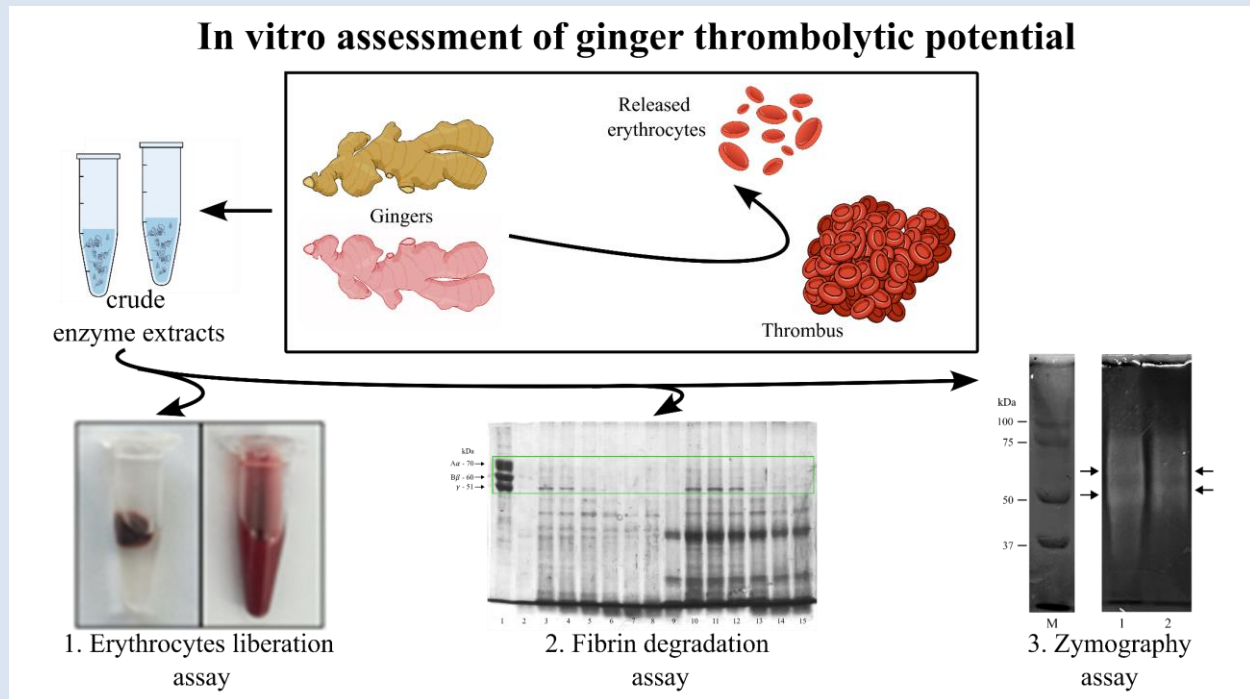 In vitro assessment of ginger thrombolytic potential
Released
erythrocytes
Gingers
Thrombus
crude
enzyme extracts
kDa
Aα - 70
Bβ - 60
γ - 51
1 2 3 4 5 6 7 8 9 10 11 12 13 14 15
kDa
100
75
50
37
M 1 2
1. Erythrocytes liberation
assay
2. Fibrin degradation
assay
3. Zymography
assay